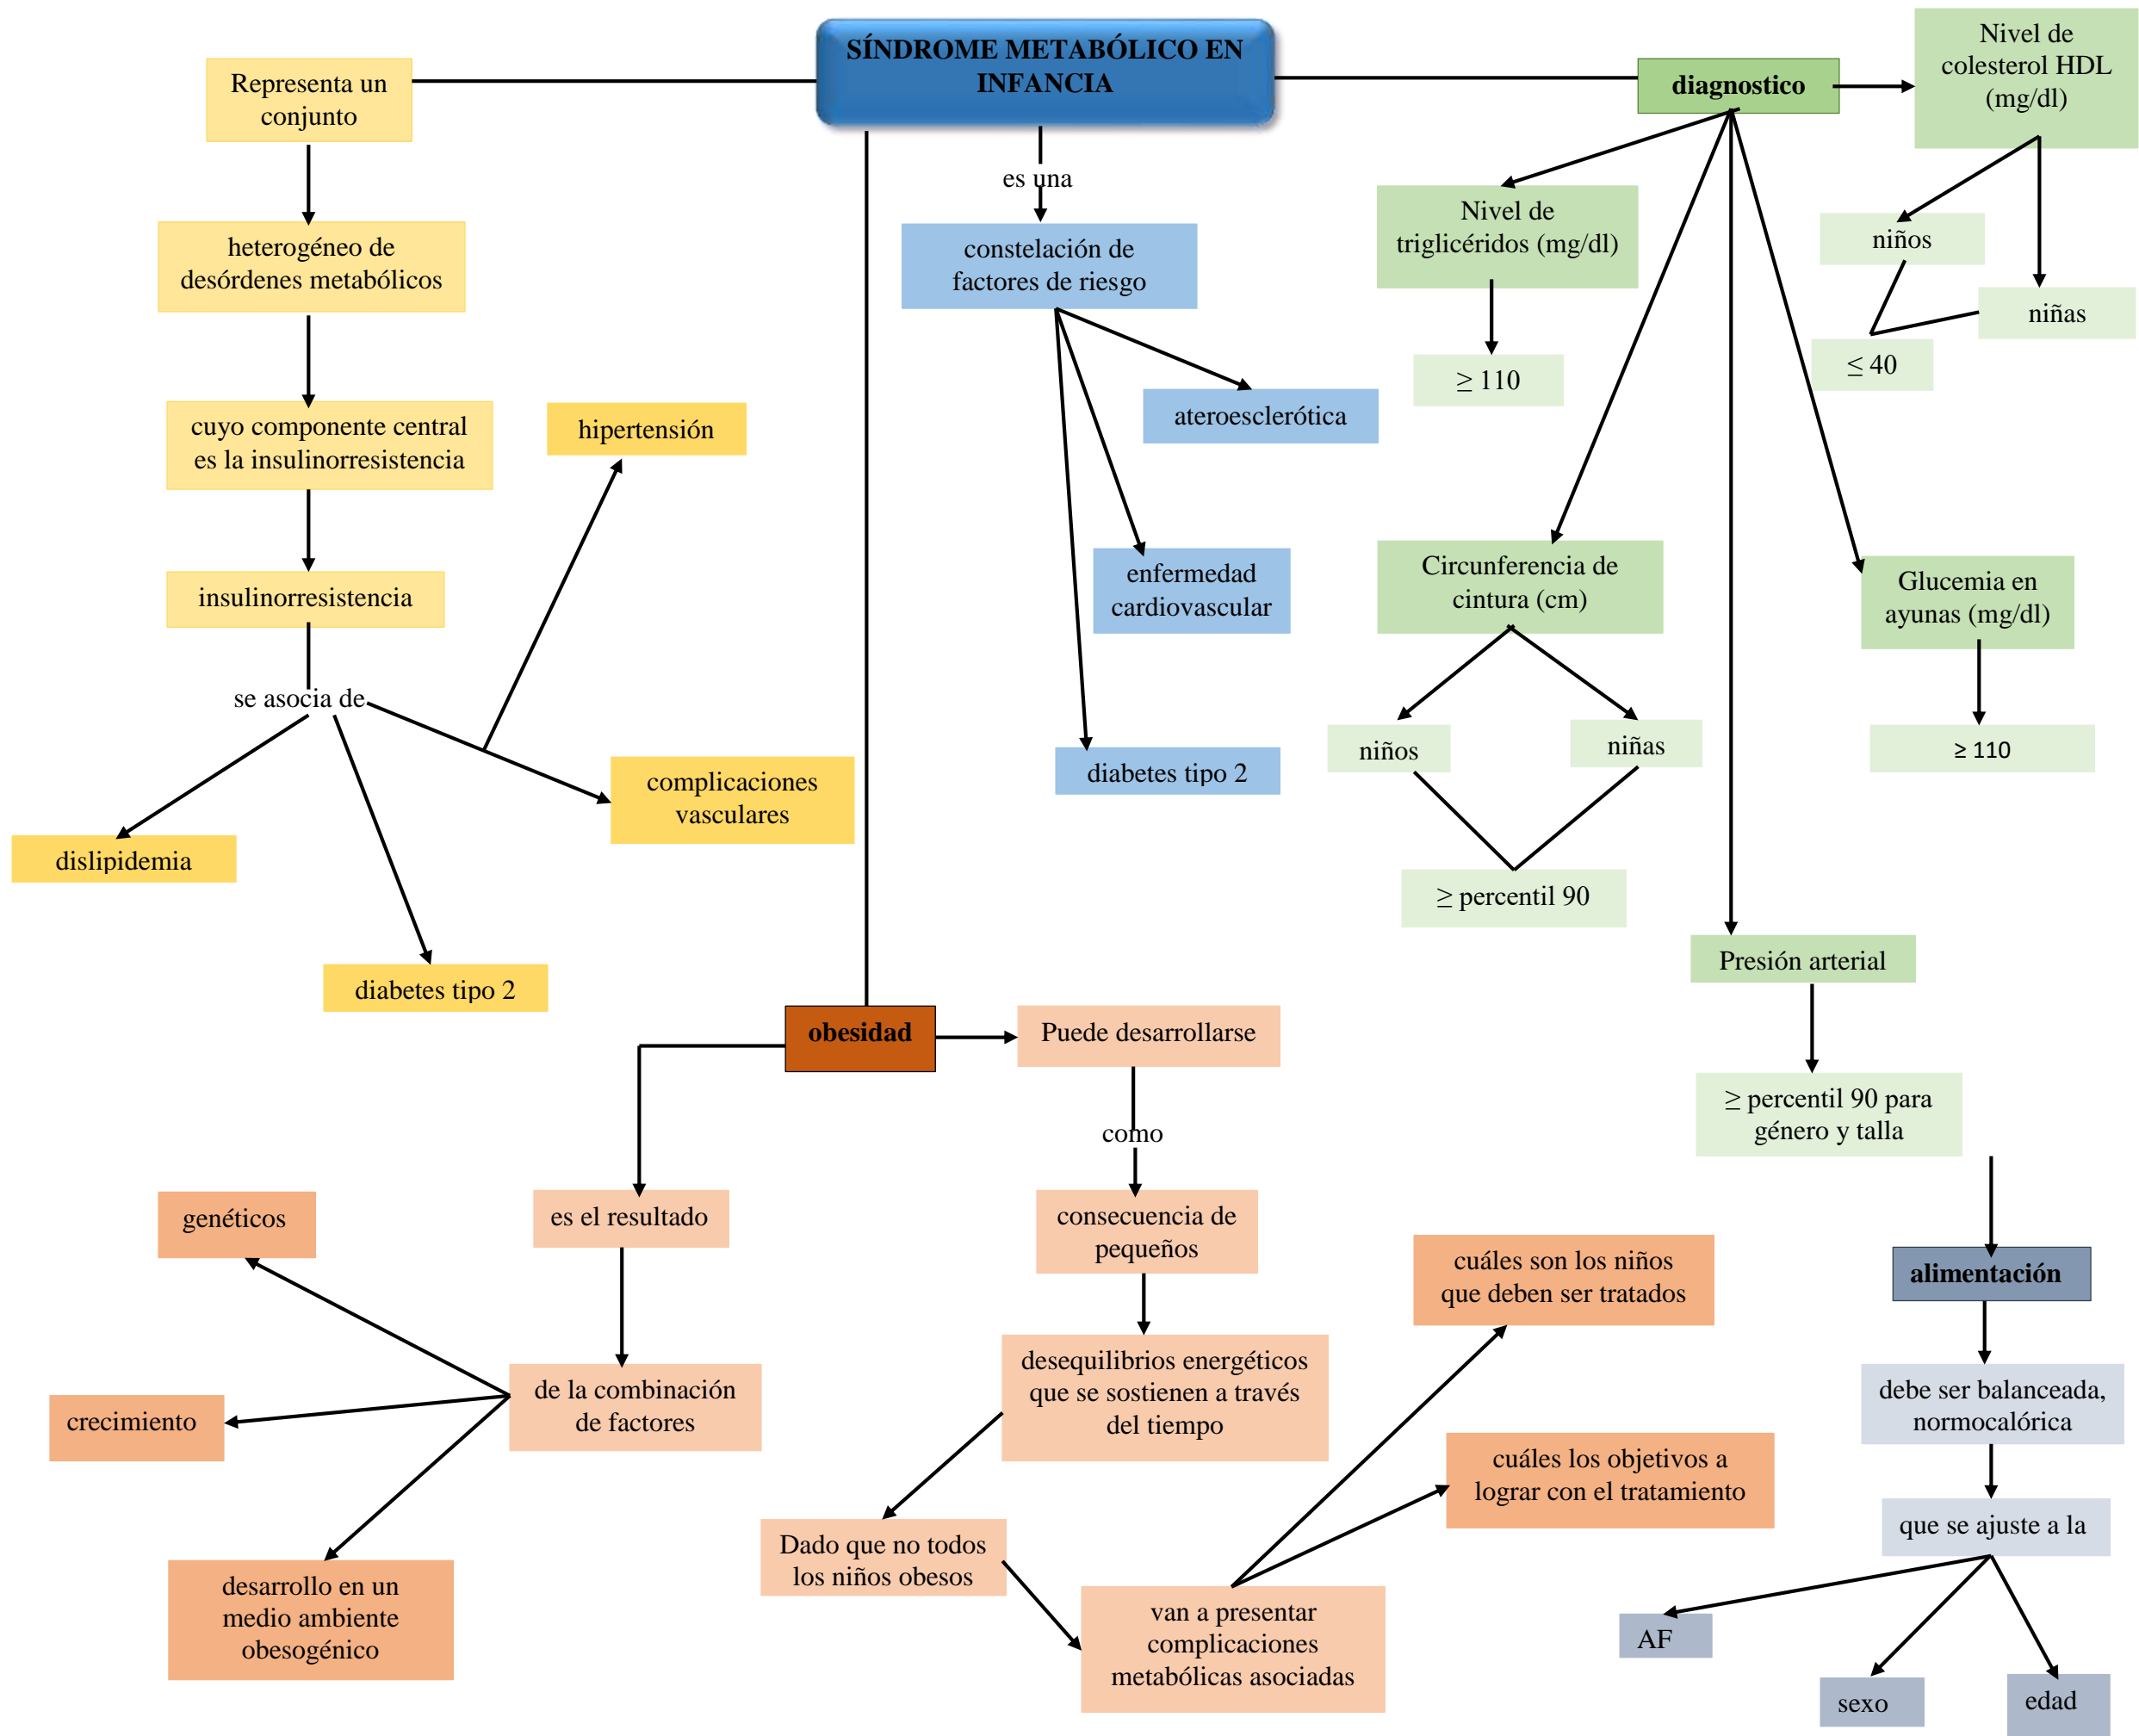 SÍNDROME METABÓLICO EN
INFANCIA
Representa un
conjunto
heterogéneo de
desórdenes metabólicos
cuyo componente central
es la insulinorresistencia
insulinorresistencia
se asocia de
hipertensión
complicaciones
vasculares
dislipidemia
diabetes tipo 2
es una
constelación de
factores de riesgo
ateroesclerótica
enfermedad
cardiovascular
diabetes tipo 2
diagnostico
Nivel de
colesterol HDL
(mg/dl)
niños
niñas
≤ 40
Nivel de
triglicéridos (mg/dl)
≥ 110
Circunferencia de
cintura (cm)
niños
niñas
≥ percentil 90
Glucemia en
ayunas (mg/dl)
≥ 110
Presión arterial
≥ percentil 90 para
género y talla
obesidad
Puede desarrollarse
como
consecuencia de
pequeños
desequilibrios energéticos
que se sostienen a través
del tiempo
Dado que no todos
los niños obesos
van a presentar
complicaciones
metabólicas asociadas
cuáles son los niños
que deben ser tratados
cuáles los objetivos a
lograr con el tratamiento
es el resultado
de la combinación
de factores
genéticos
crecimiento
desarrollo en un
medio ambiente
obesogénico
alimentación
debe ser balanceada,
normocalórica
que se ajuste a la
AF
sexo
edad